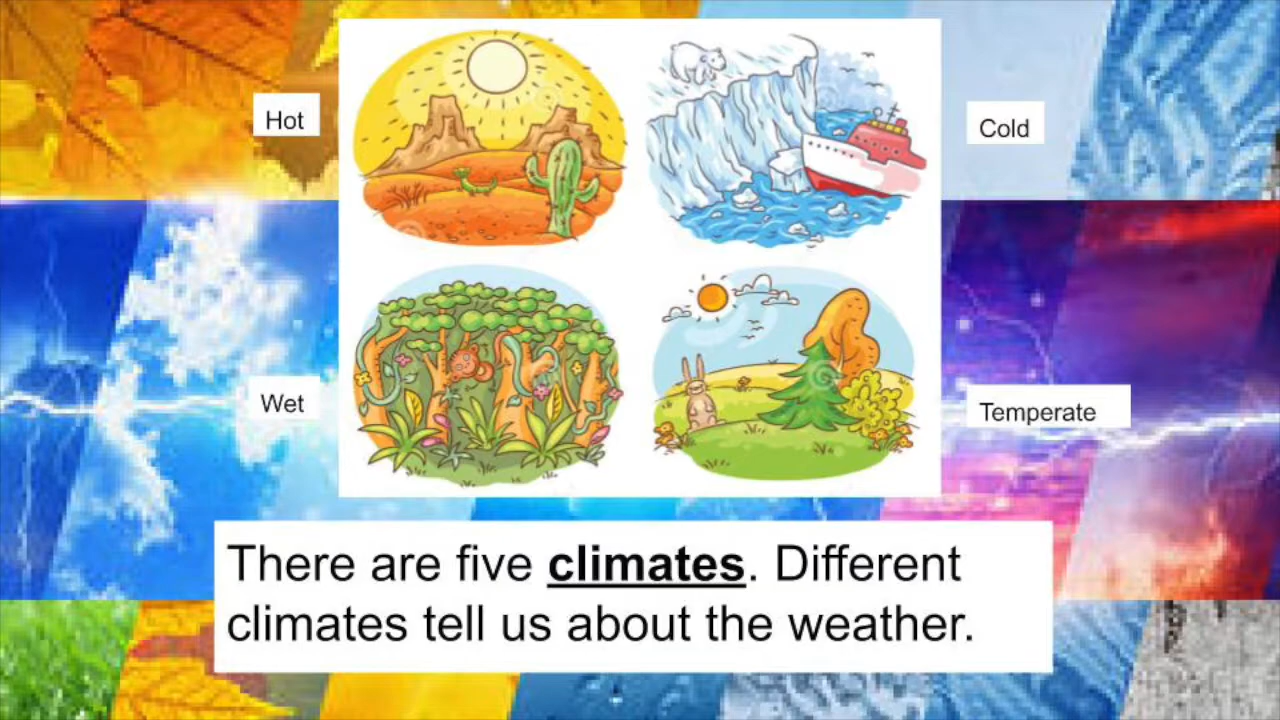 Hot
Cold
Wet
Temperate
There are five climates. Different
climates tell us about the weather.